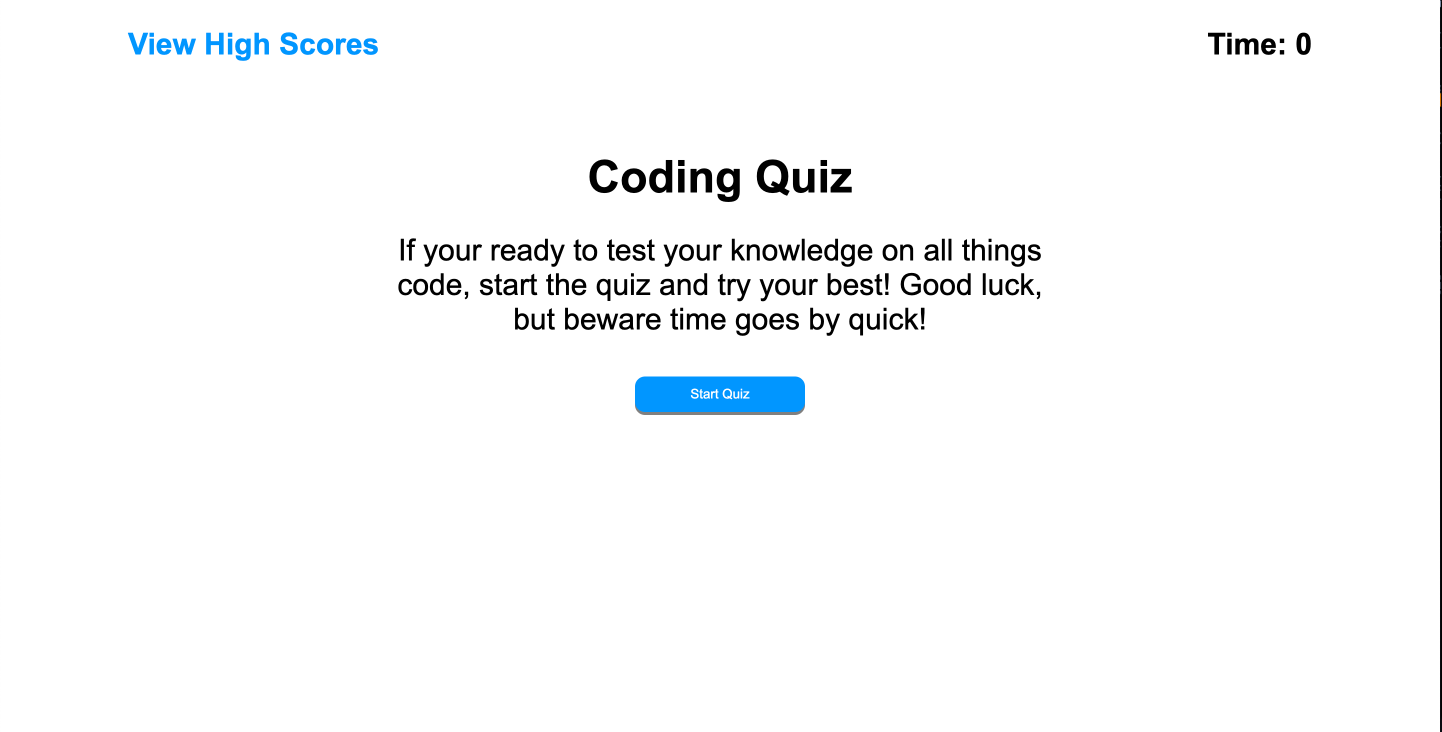 View High Scores
Time: 0
Coding Quiz
If your ready to test your knowledge on all things
code, start the quiz and try your best! Good luck,
but beware time goes by quick!
Start Quiz